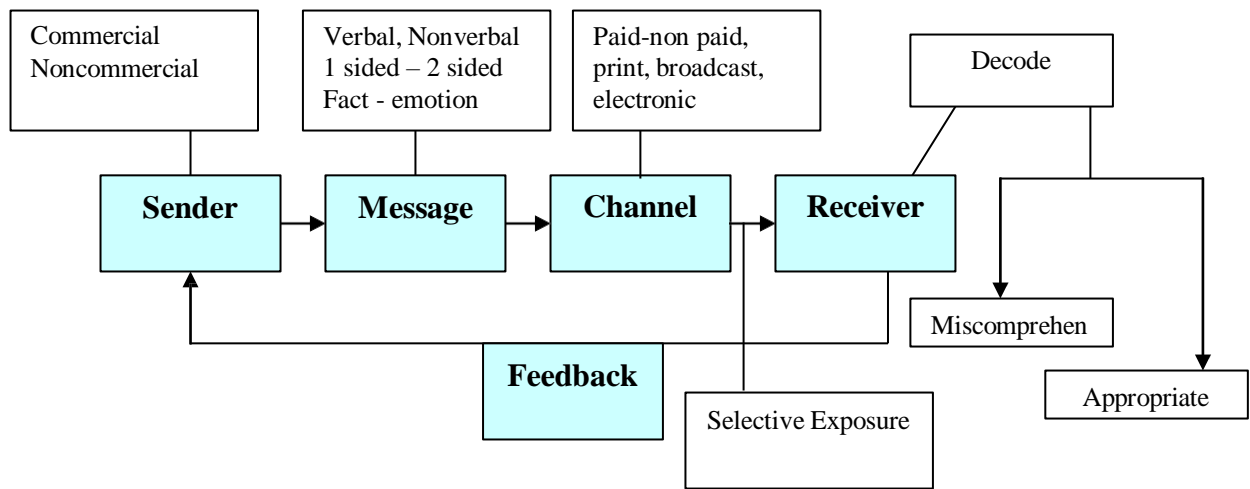 Commercial
Noncommercial
Verbal, Nonverbal
1 sided – 2 sided
Fact - emotion
Paid-non paid,
print, broadcast,
electronic
Decode
Sender
Message
Channel
Receiver
Miscomprehen
Feedback
Appropriate
Selective Exposure